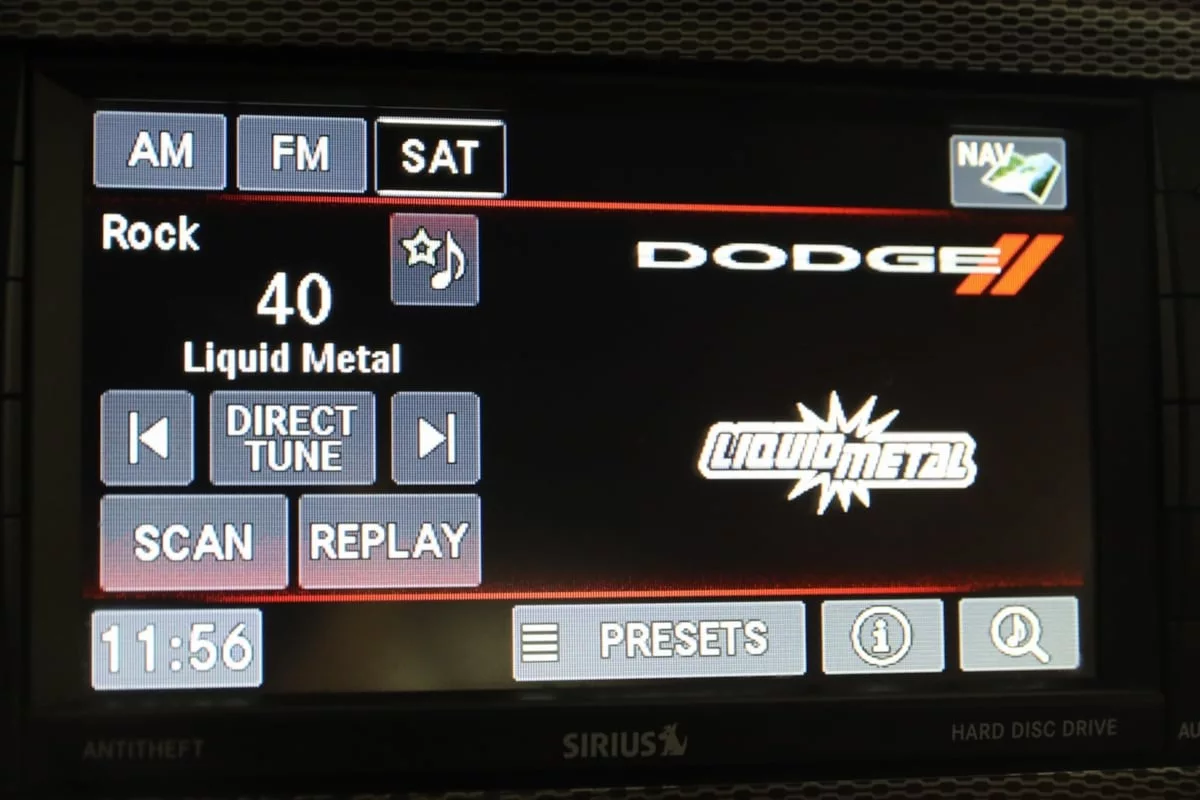 AM FM SAT
NAV
Rock
DODGE
40
Liquid Metal
DIRECT
TUNE
LIQUID METAL
SCAN REPLAY
11:56 PRESETS i
ANTITHEFT SIRIUS HARD DISC DRIVE AU